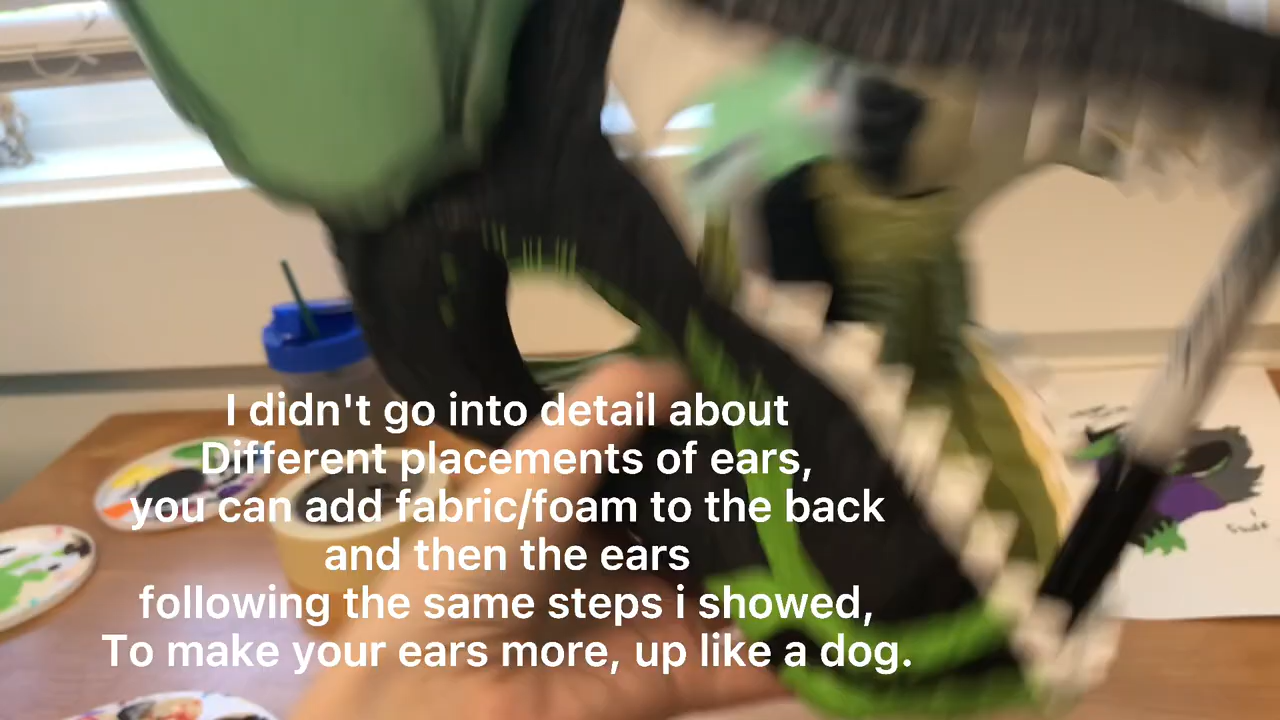 I didn't go into detail about
Different placements of ears,
you can add fabric/foam to the back
and then the ears
following the same steps i showed,
To make your ears more, up like a dog.